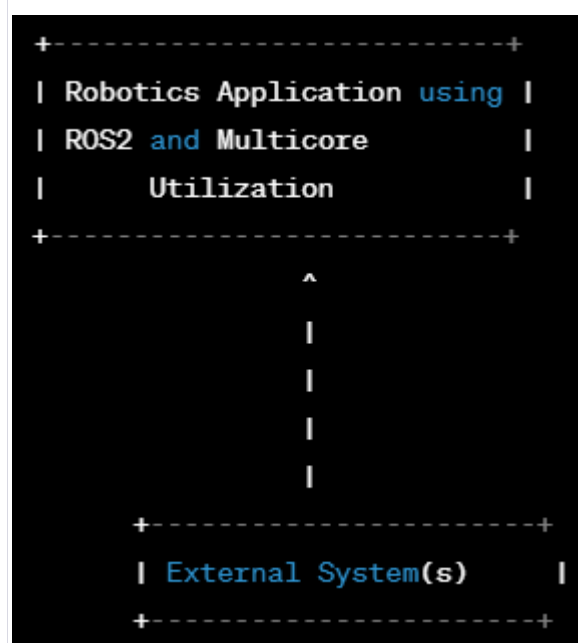 +---------------------------+
| Robotics Application using |
| ROS2 and Multicore         |
|      Utilization           |
+---------------------------+
                ^
                |
                |
                |
                |
      +-----------------------+
      | External System(s)     |
      +-----------------------+